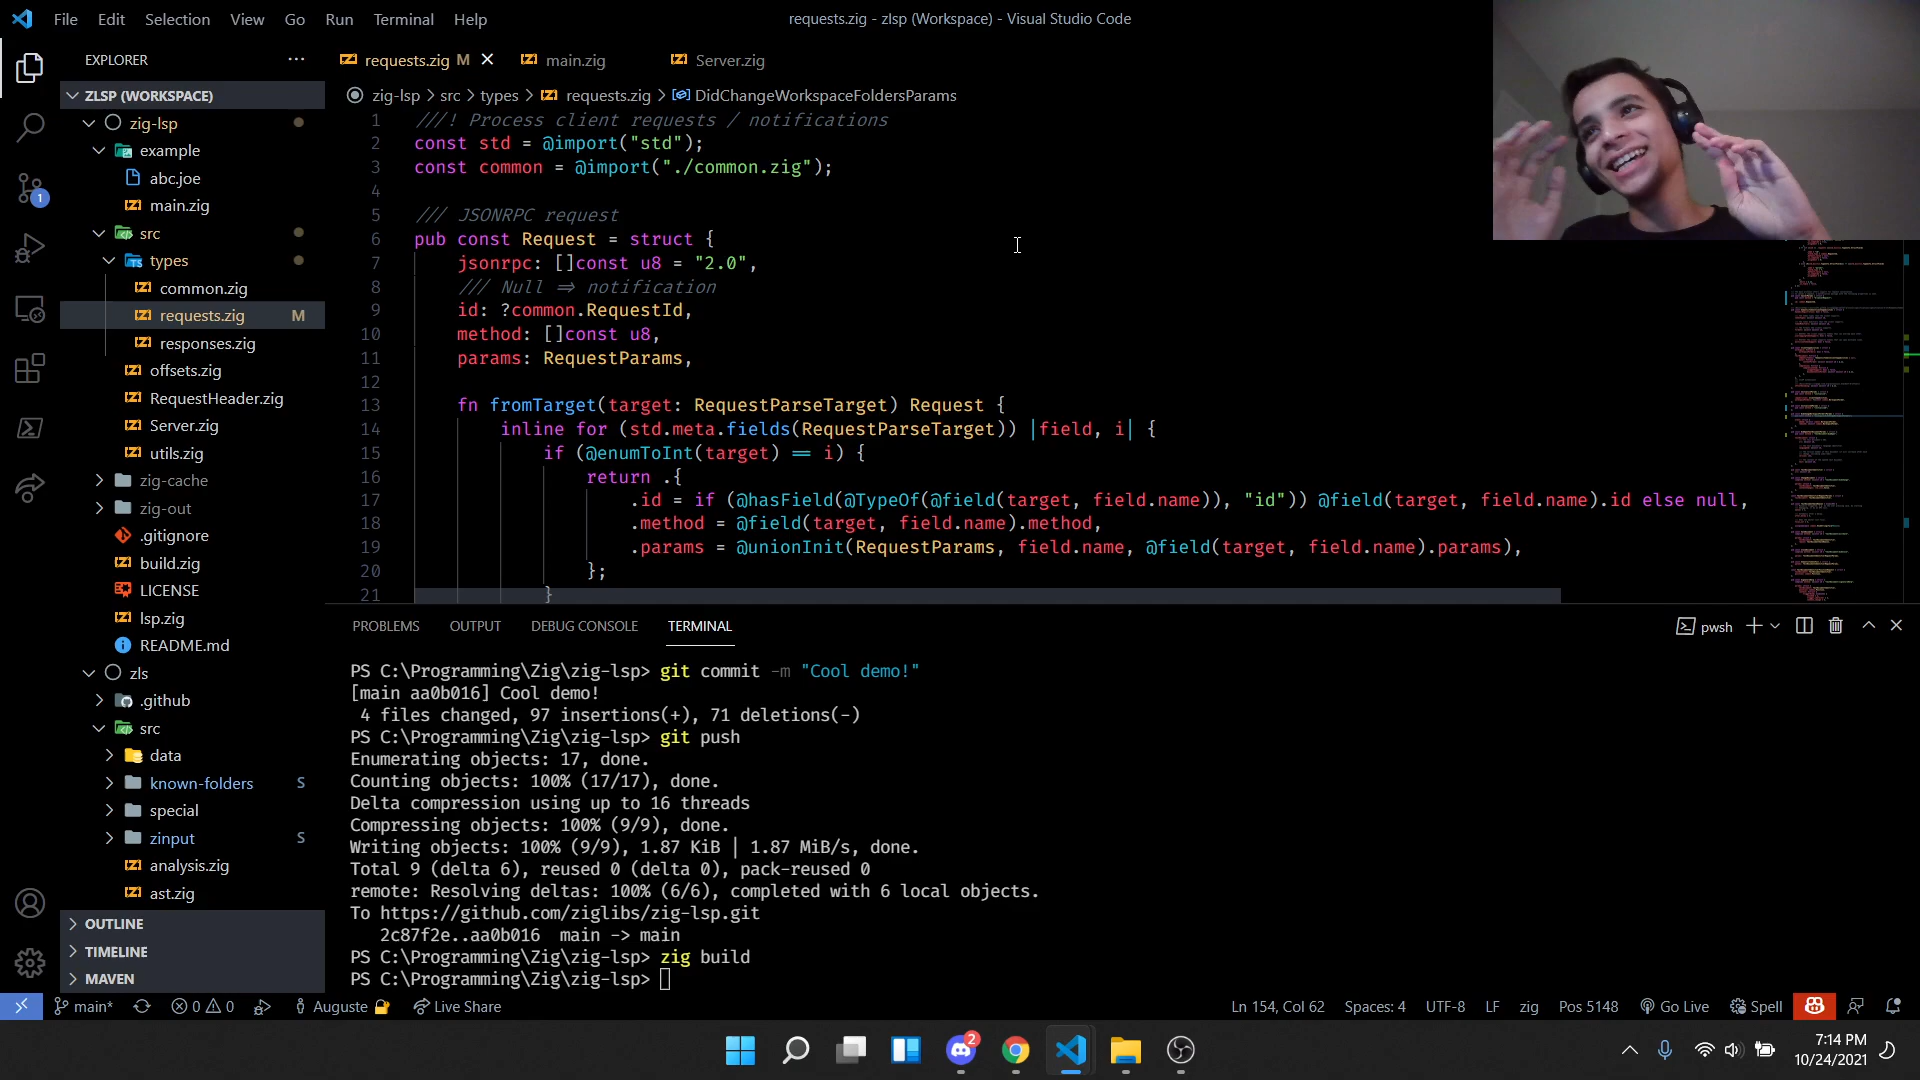 File Edit Selection View Go Run Terminal Help
requests.zig - zlsp (Workspace) - Visual Studio Code
EXPLORER
requests.zig M
main.zig
Server.zig
zig-lsp > src > types > requests.zig > DidChangeWorkspaceFoldersParams
ZLSP (WORKSPACE)
zig-lsp
example
abc.joe
main.zig
src
types
common.zig
requests.zig M
responses.zig
offsets.zig
RequestHeader.zig
Server.zig
utils.zig
zig-cache
zig-out
.gitignore
build.zig
LICENSE
lsp.zig
README.md
zls
.github
src
data
known-folders S
special
zinput S
analysis.zig
ast.zig
OUTLINE
TIMELINE
MAVEN
1 ///! Process client requests / notifications
2 const std = @import("std");
3 const common = @import("./common.zig");
4
5 /// JSONRPC request
6 pub const Request = struct {
7 jsonrpc: []const u8 = "2.0",
8 /// Null => notification
9 id: ?common.RequestId,
10 method: []const u8,
11 params: RequestParams,
12
13 fn fromTarget(target: RequestParseTarget) Request {
14 inline for (std.meta.fields(RequestParseTarget)) |field, i| {
15 if (@enumToInt(target) == i) {
16 return .{
17 .id = if (@hasField(@TypeOf(@field(target, field.name)), "id")) @field(target, field.name).id else null,
18 .method = @field(target, field.name).method,
19 .params = @unionInit(RequestParams, field.name, @field(target, field.name).params),
20 };
21 }
PROBLEMS OUTPUT DEBUG CONSOLE TERMINAL
pwsh
PS C:\Programming\Zig\zig-lsp> git commit -m "Cool demo!"
[main aa0b016] Cool demo!
4 files changed, 97 insertions(+), 71 deletions(-)
PS C:\Programming\Zig\zig-lsp> git push
Enumerating objects: 17, done.
Counting objects: 100% (17/17), done.
Delta compression using up to 16 threads
Compressing objects: 100% (9/9), done.
Writing objects: 100% (9/9), 1.87 KiB | 1.87 MiB/s, done.
Total 9 (delta 6), reused 0 (delta 0), pack-reused 0
remote: Resolving deltas: 100% (6/6), completed with 6 local objects.
To https://github.com/ziglibs/zig-lsp.git
2c87f2e..aa0b016 main -> main
PS C:\Programming\Zig\zig-lsp> zig build
PS C:\Programming\Zig\zig-lsp>
1
main* 0 0 Auguste Live Share
Ln 154, Col 62 Spaces: 4 UTF-8 LF zig Pos 5148 Go Live Spell
2
7:14 PM
10/24/2021